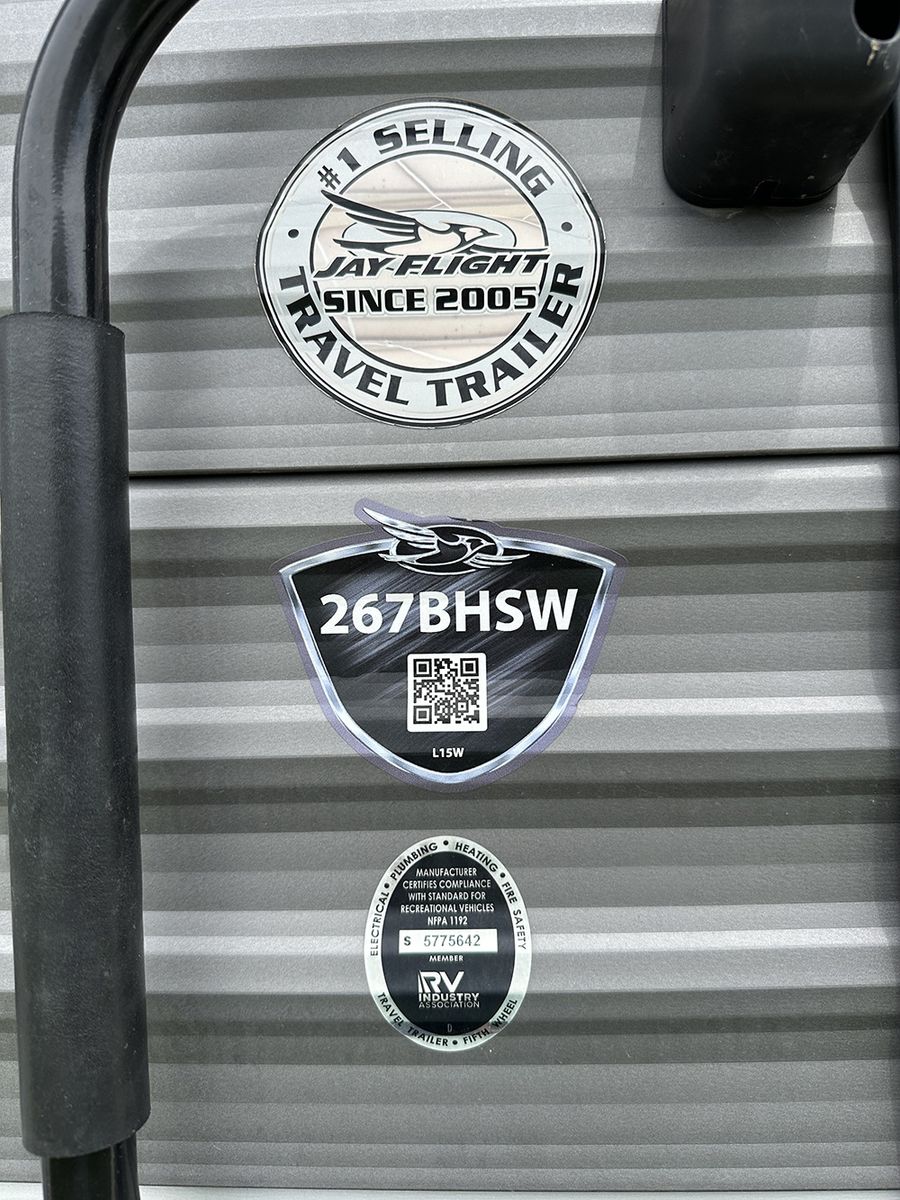 #1 SELLING
JAY FLIGHT
SINCE 2005
TRAVEL TRAILER
267BHSW
L15W
ELECTRICAL • PLUMBING • HEATING • FIRE SAFETY
MANUFACTURER
CERTIFIES COMPLIANCE
WITH STANDARD FOR
RECREATIONAL VEHICLES
NFPA 1192
S 5775642
MEMBER
RV
INDUSTRY
ASSOCIATION
D
TRAVEL TRAILER • FIFTH WHEEL